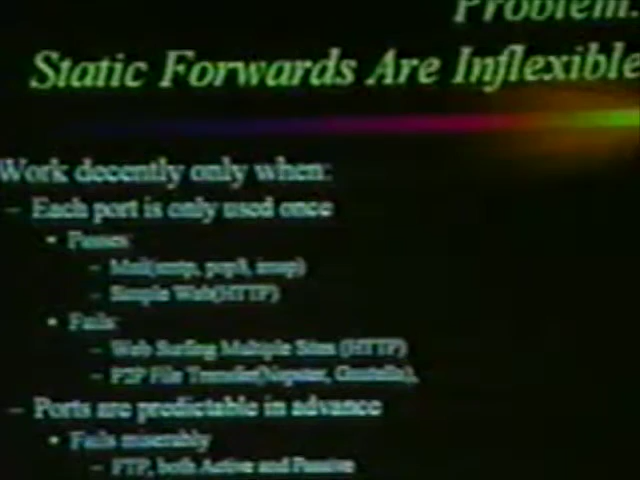 Problem:
Static Forwards Are Inflexible
Work decently only when:
– Each port is only used once
• Passes:
– Mail(smtp, pop3, imap)
– Simple Web(HTTP)
• Fails:
– Web Surfing Multiple Sites (HTTP)
– P2P File Transfer(Napster, Gnutella),
– Ports are predictable in advance
• Fails miserably
– FTP, both Active and Passive